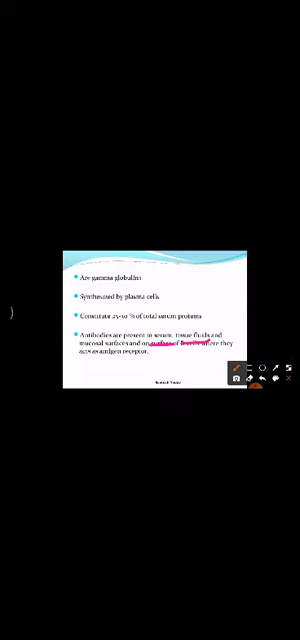 Are gamma globulins
Synthesized by plasma cells
Constitute 25-30 % of total serum proteins
Antibodies are present in serum, tissue fluids and
mucosal surfaces and on surface of where they
acts as antigen receptor.